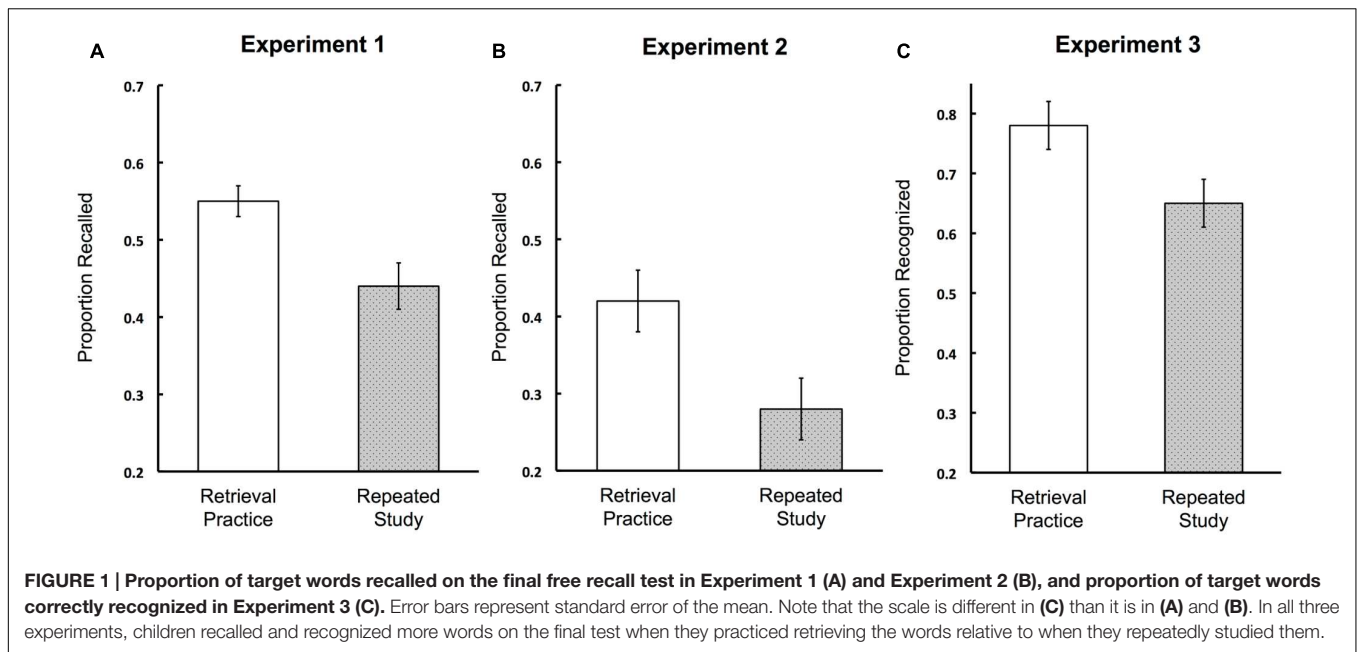 A
Experiment 1
0.7
0.6
0.5
0.4
0.3
0.2
Proportion Recalled
Retrieval
Practice
Repeated
Study
B
Experiment 2
0.7
0.6
0.5
0.4
0.3
0.2
Proportion Recalled
Retrieval
Practice
Repeated
Study
C
Experiment 3
0.8
0.7
0.6
0.5
0.4
0.3
0.2
Proportion Recognized
Retrieval
Practice
Repeated
Study
FIGURE 1 | Proportion of target words recalled on the final free recall test in Experiment 1 (A) and Experiment 2 (B), and proportion of target words
correctly recognized in Experiment 3 (C). Error bars represent standard error of the mean. Note that the scale is different in (C) than it is in (A) and (B). In all three
experiments, children recalled and recognized more words on the final test when they practiced retrieving the words relative to when they repeatedly studied them.